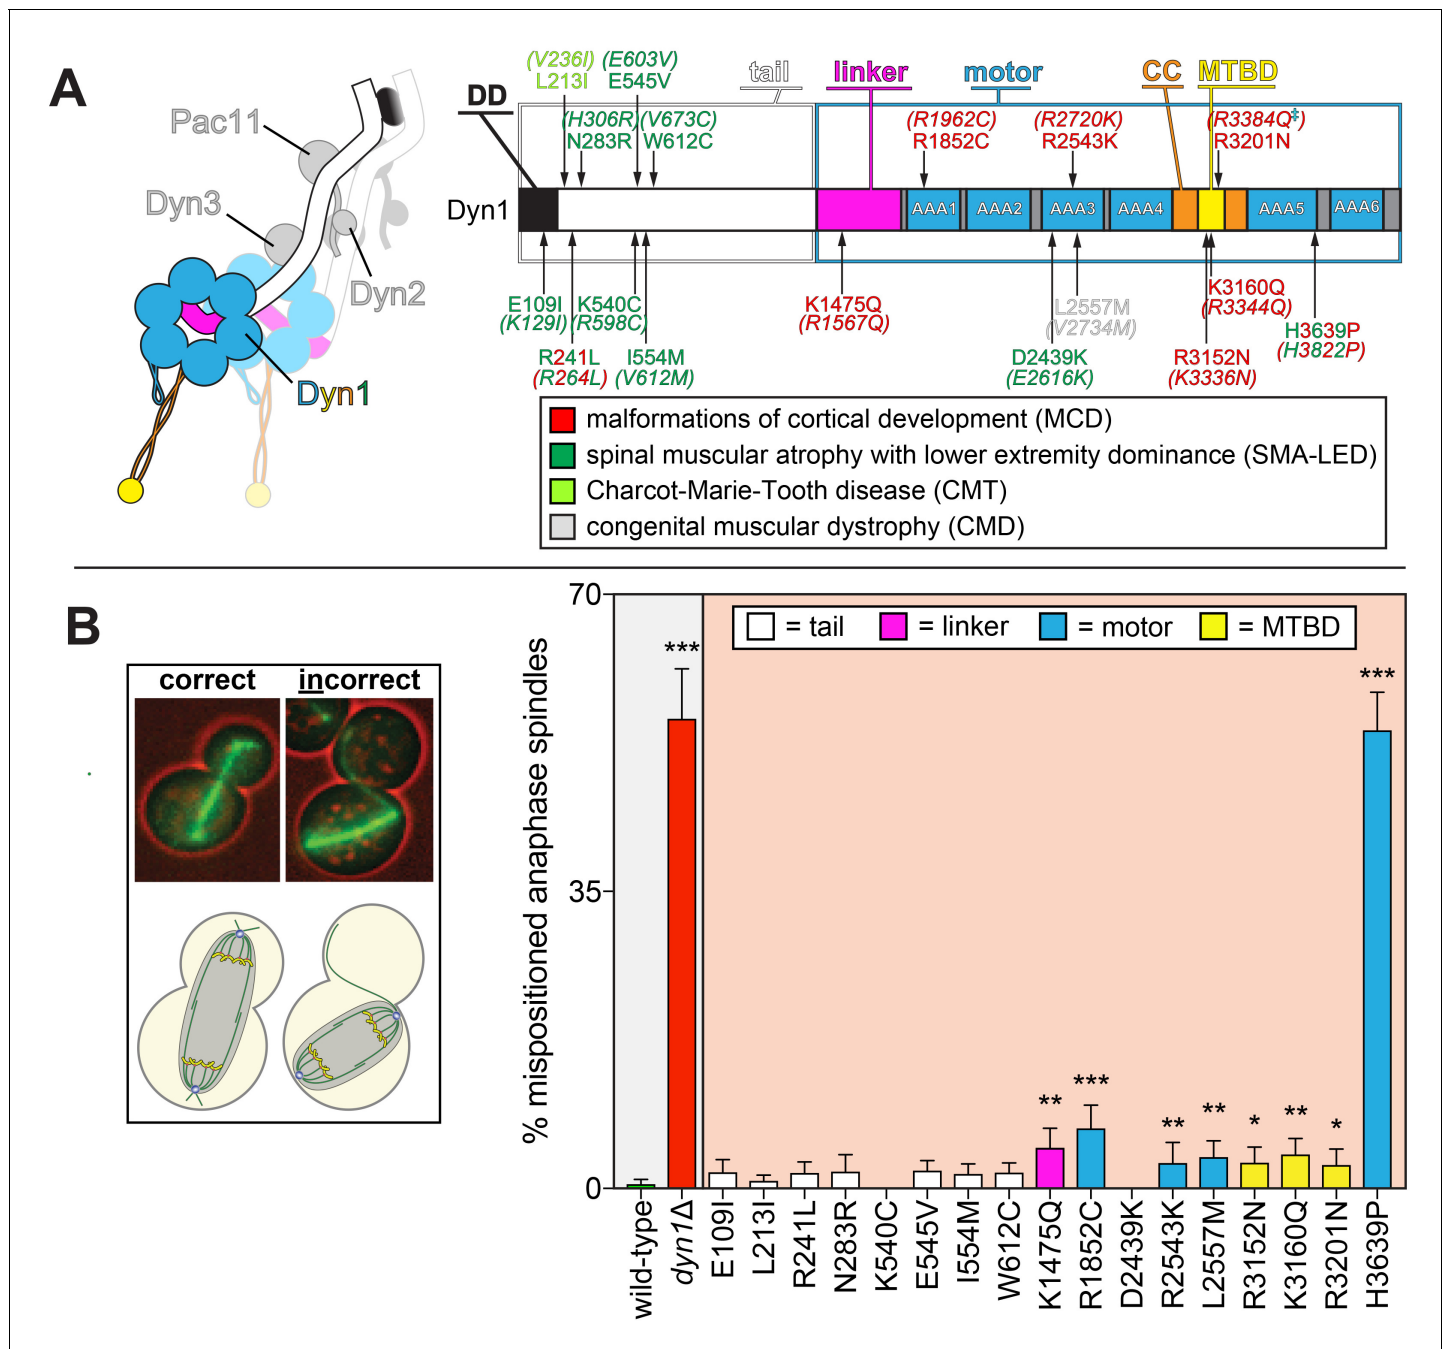 A
Pac11
Dyn3
Dyn2
Dyn1
DD
(V236I) (E603V)
L213I E545V
tail
linker
motor
CC MTBD
(H306R) (V673C)
N283R W612C
(R1962C)
R1852C
(R2720K)
R2543K
(R3384Q‡)
R3201N
Dyn1
AAA1 AAA2 AAA3 AAA4 AAA5 AAA6
E109I K540C
(K129I) (R598C)
R241L I554M
(R264L) (V612M)
K1475Q
(R1567Q)
L2557M
(V2734M)
D2439K
(E2616K)
K3160Q
(R3344Q)
R3152N
(K3336N)
H3639P
(H3822P)
malformations of cortical development (MCD)
spinal muscular atrophy with lower extremity dominance (SMA-LED)
Charcot-Marie-Tooth disease (CMT)
congenital muscular dystrophy (CMD)
B
correct incorrect
% mispositioned anaphase spindles
70
35
0
= tail = linker = motor = MTBD
***
***
**
***
**
**
*
**
*
wild-type
dyn1Δ
E109I
L213I
R241L
N283R
K540C
E545V
I554M
W612C
K1475Q
R1852C
D2439K
R2543K
L2557M
R3152N
K3160Q
R3201N
H3639P